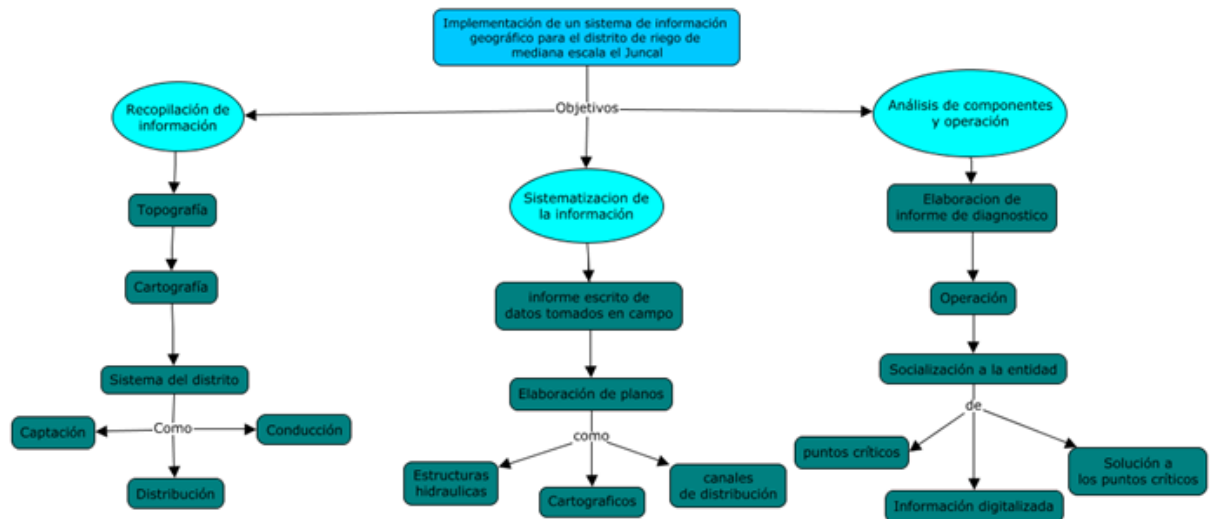 Implementación de un sistema de información
geográfico para el distrito de riego de
mediana escala el Juncal
Objetivos
Recopilación de
información
Topografía
Cartografía
Sistema del distrito
Como
Captación
Conducción
Distribución
Sistematizacion de
la información
informe escrito de
datos tomados en campo
Elaboración de planos
como
Estructuras
hidraulicas
Cartograficos
canales
de distribución
Análisis de componentes
y operación
Elaboracion de
informe de diagnostico
Operación
Socialización a la entidad
de
puntos críticos
Información digitalizada
Solución a
los puntos críticos